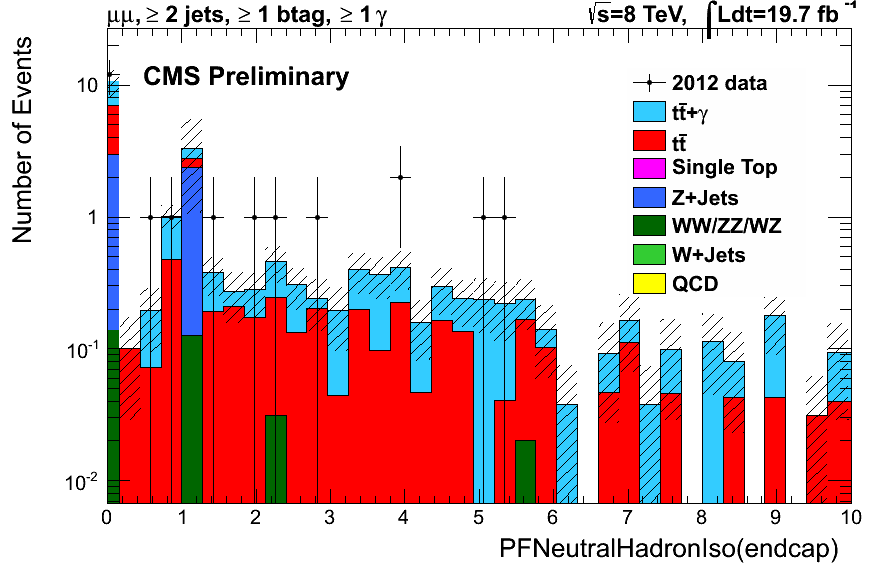 μμ, ≥ 2 jets, ≥ 1 btag, ≥ 1 γ √s=8 TeV, ∫Ldt=19.7 fb⁻¹
CMS Preliminary
2012 data
tt̄+γ
tt̄
Single Top
Z+Jets
WW/ZZ/WZ
W+Jets
QCD
Number of Events
10
1
10⁻¹
10⁻²
0 1 2 3 4 5 6 7 8 9 10
PFNeutralHadronIso(endcap)